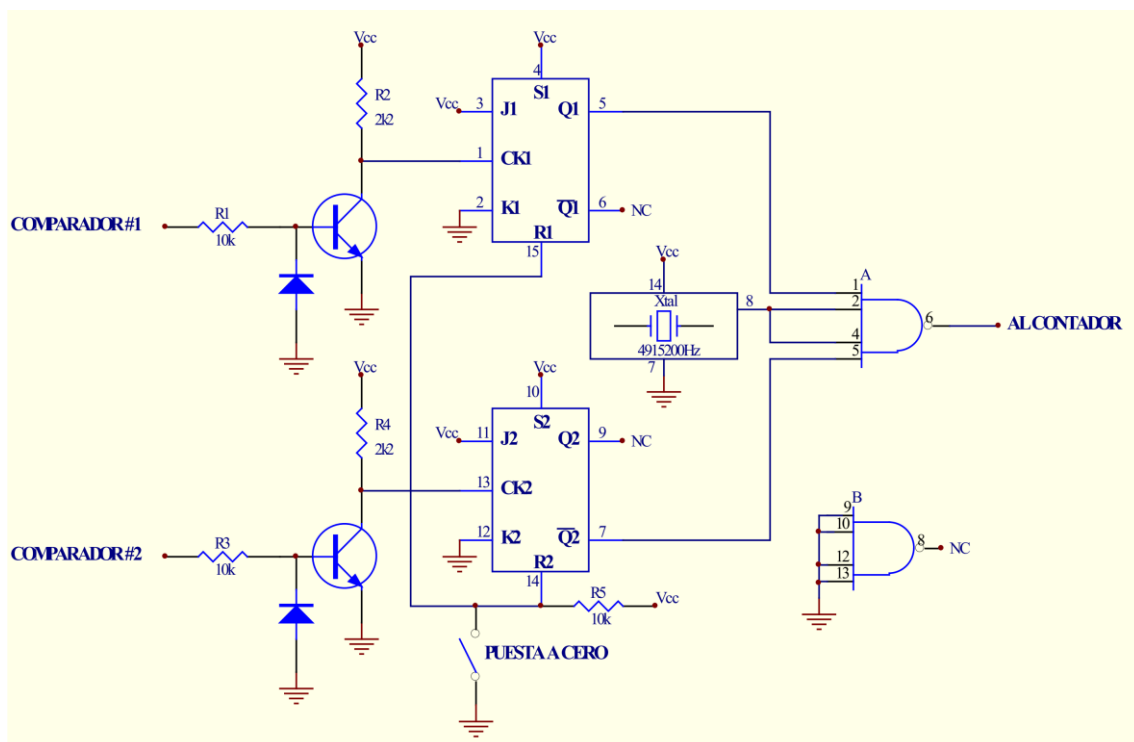 Vcc
R2
2k2
Vcc
4
S1
Vcc 3 J1 Q1 5
1 CK1
2 K1 Q1 6 NC
R1
15
COMPARADOR #1
R1
10k
Vcc
14
Xtal
8
4915200Hz
7
A
1
2
4
5
6
AL CONTADOR
Vcc
R4
2k2
Vcc
10
S2
Vcc 11 J2 Q2 9 NC
13 CK2
12 K2 Q2 7
R2
14
COMPARADOR #2
R3
10k
R5
10k
Vcc
PUESTA A CERO
B
9
10
12
13
8
NC